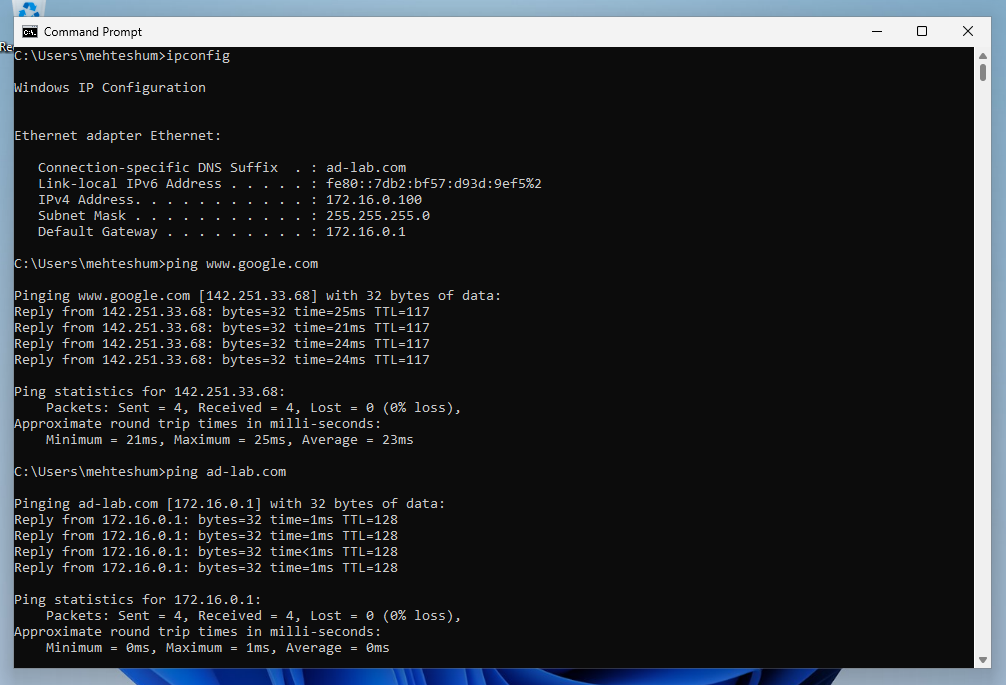 Re
Command Prompt
C:\Users\mehteshum>ipconfig
Windows IP Configuration
Ethernet adapter Ethernet:
   Connection-specific DNS Suffix  . : ad-lab.com
   Link-local IPv6 Address . . . . . : fe80::7db2:bf57:d93d:9ef5%2
   IPv4 Address. . . . . . . . . . . : 172.16.0.100
   Subnet Mask . . . . . . . . . . . : 255.255.255.0
   Default Gateway . . . . . . . . . : 172.16.0.1
C:\Users\mehteshum>ping www.google.com
Pinging www.google.com [142.251.33.68] with 32 bytes of data:
Reply from 142.251.33.68: bytes=32 time=25ms TTL=117
Reply from 142.251.33.68: bytes=32 time=21ms TTL=117
Reply from 142.251.33.68: bytes=32 time=24ms TTL=117
Reply from 142.251.33.68: bytes=32 time=24ms TTL=117
Ping statistics for 142.251.33.68:
    Packets: Sent = 4, Received = 4, Lost = 0 (0% loss),
Approximate round trip times in milli-seconds:
    Minimum = 21ms, Maximum = 25ms, Average = 23ms
C:\Users\mehteshum>ping ad-lab.com
Pinging ad-lab.com [172.16.0.1] with 32 bytes of data:
Reply from 172.16.0.1: bytes=32 time=1ms TTL=128
Reply from 172.16.0.1: bytes=32 time=1ms TTL=128
Reply from 172.16.0.1: bytes=32 time<1ms TTL=128
Reply from 172.16.0.1: bytes=32 time=1ms TTL=128
Ping statistics for 172.16.0.1:
    Packets: Sent = 4, Received = 4, Lost = 0 (0% loss),
Approximate round trip times in milli-seconds:
    Minimum = 0ms, Maximum = 1ms, Average = 0ms